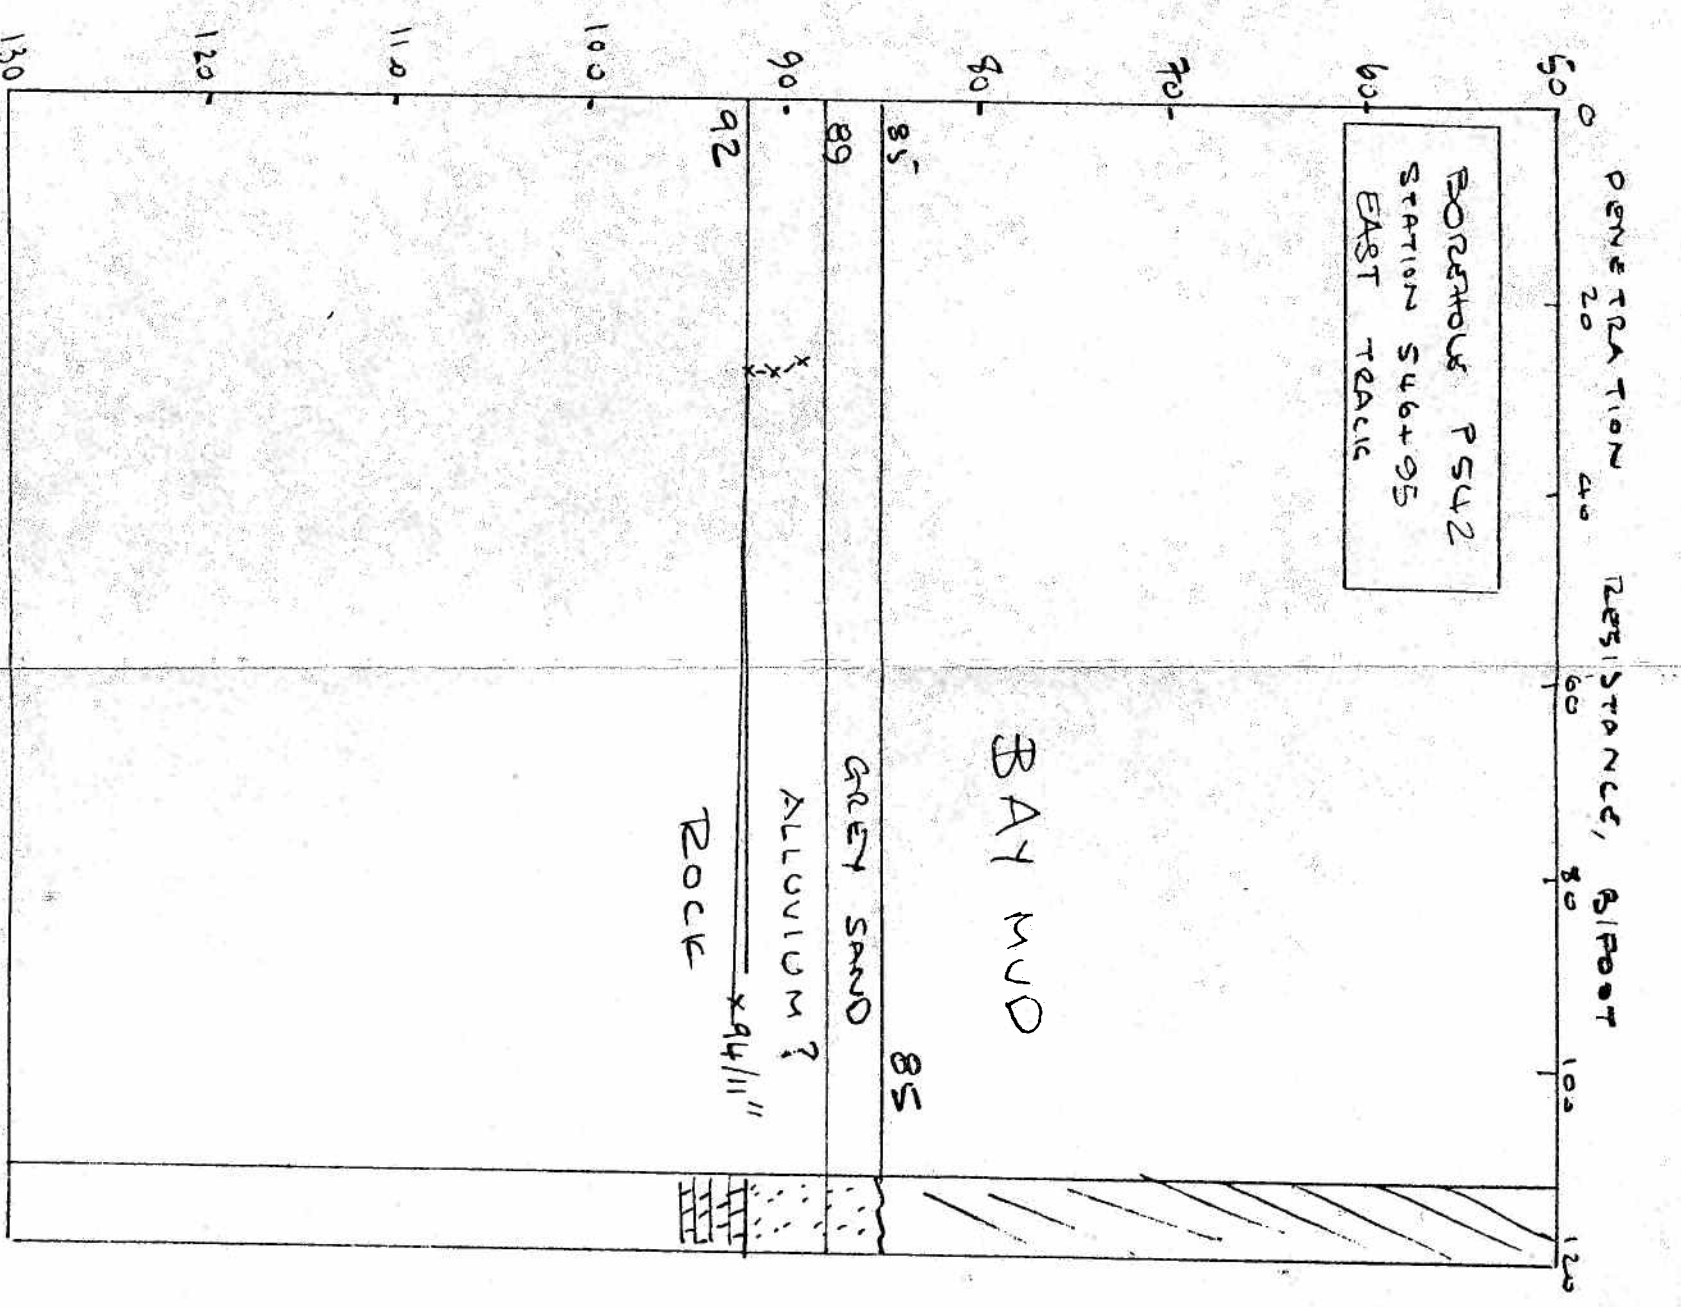 PENETRATION RESISTANCE, B/FOOT
0 20 40 60 80 100 120
50
60
70
80
90
100
110
120
130
BOREHOLE P542
STATION 546+95
EAST TRACK
BAY MUD
85
85
GREY SAND
89
ALLUVIUM?
92
94/11"
ROCK